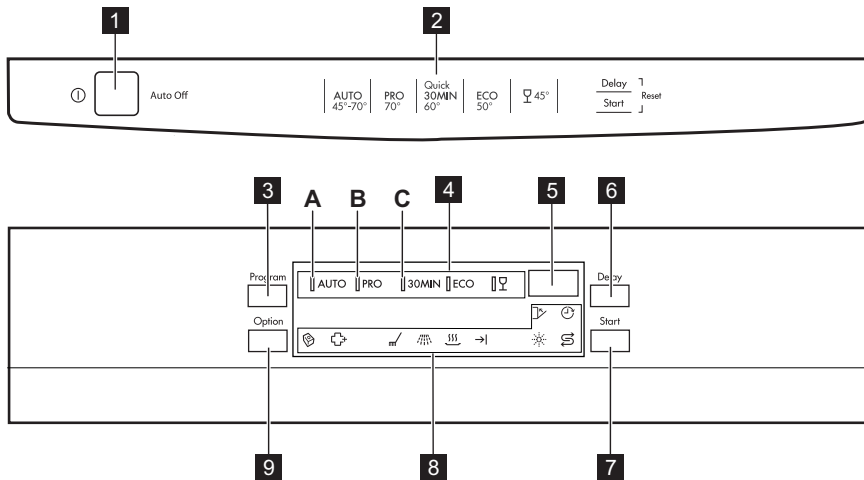 1
2
Auto Off
AUTO
45°-70°
PRO
70°
Quick
30MIN
60°
ECO
50°
45°
Delay
Start
Reset
3
A
B
C
4
5
6
Program
AUTO
PRO
30MIN
ECO
Delay
Option
Start
9
8
7